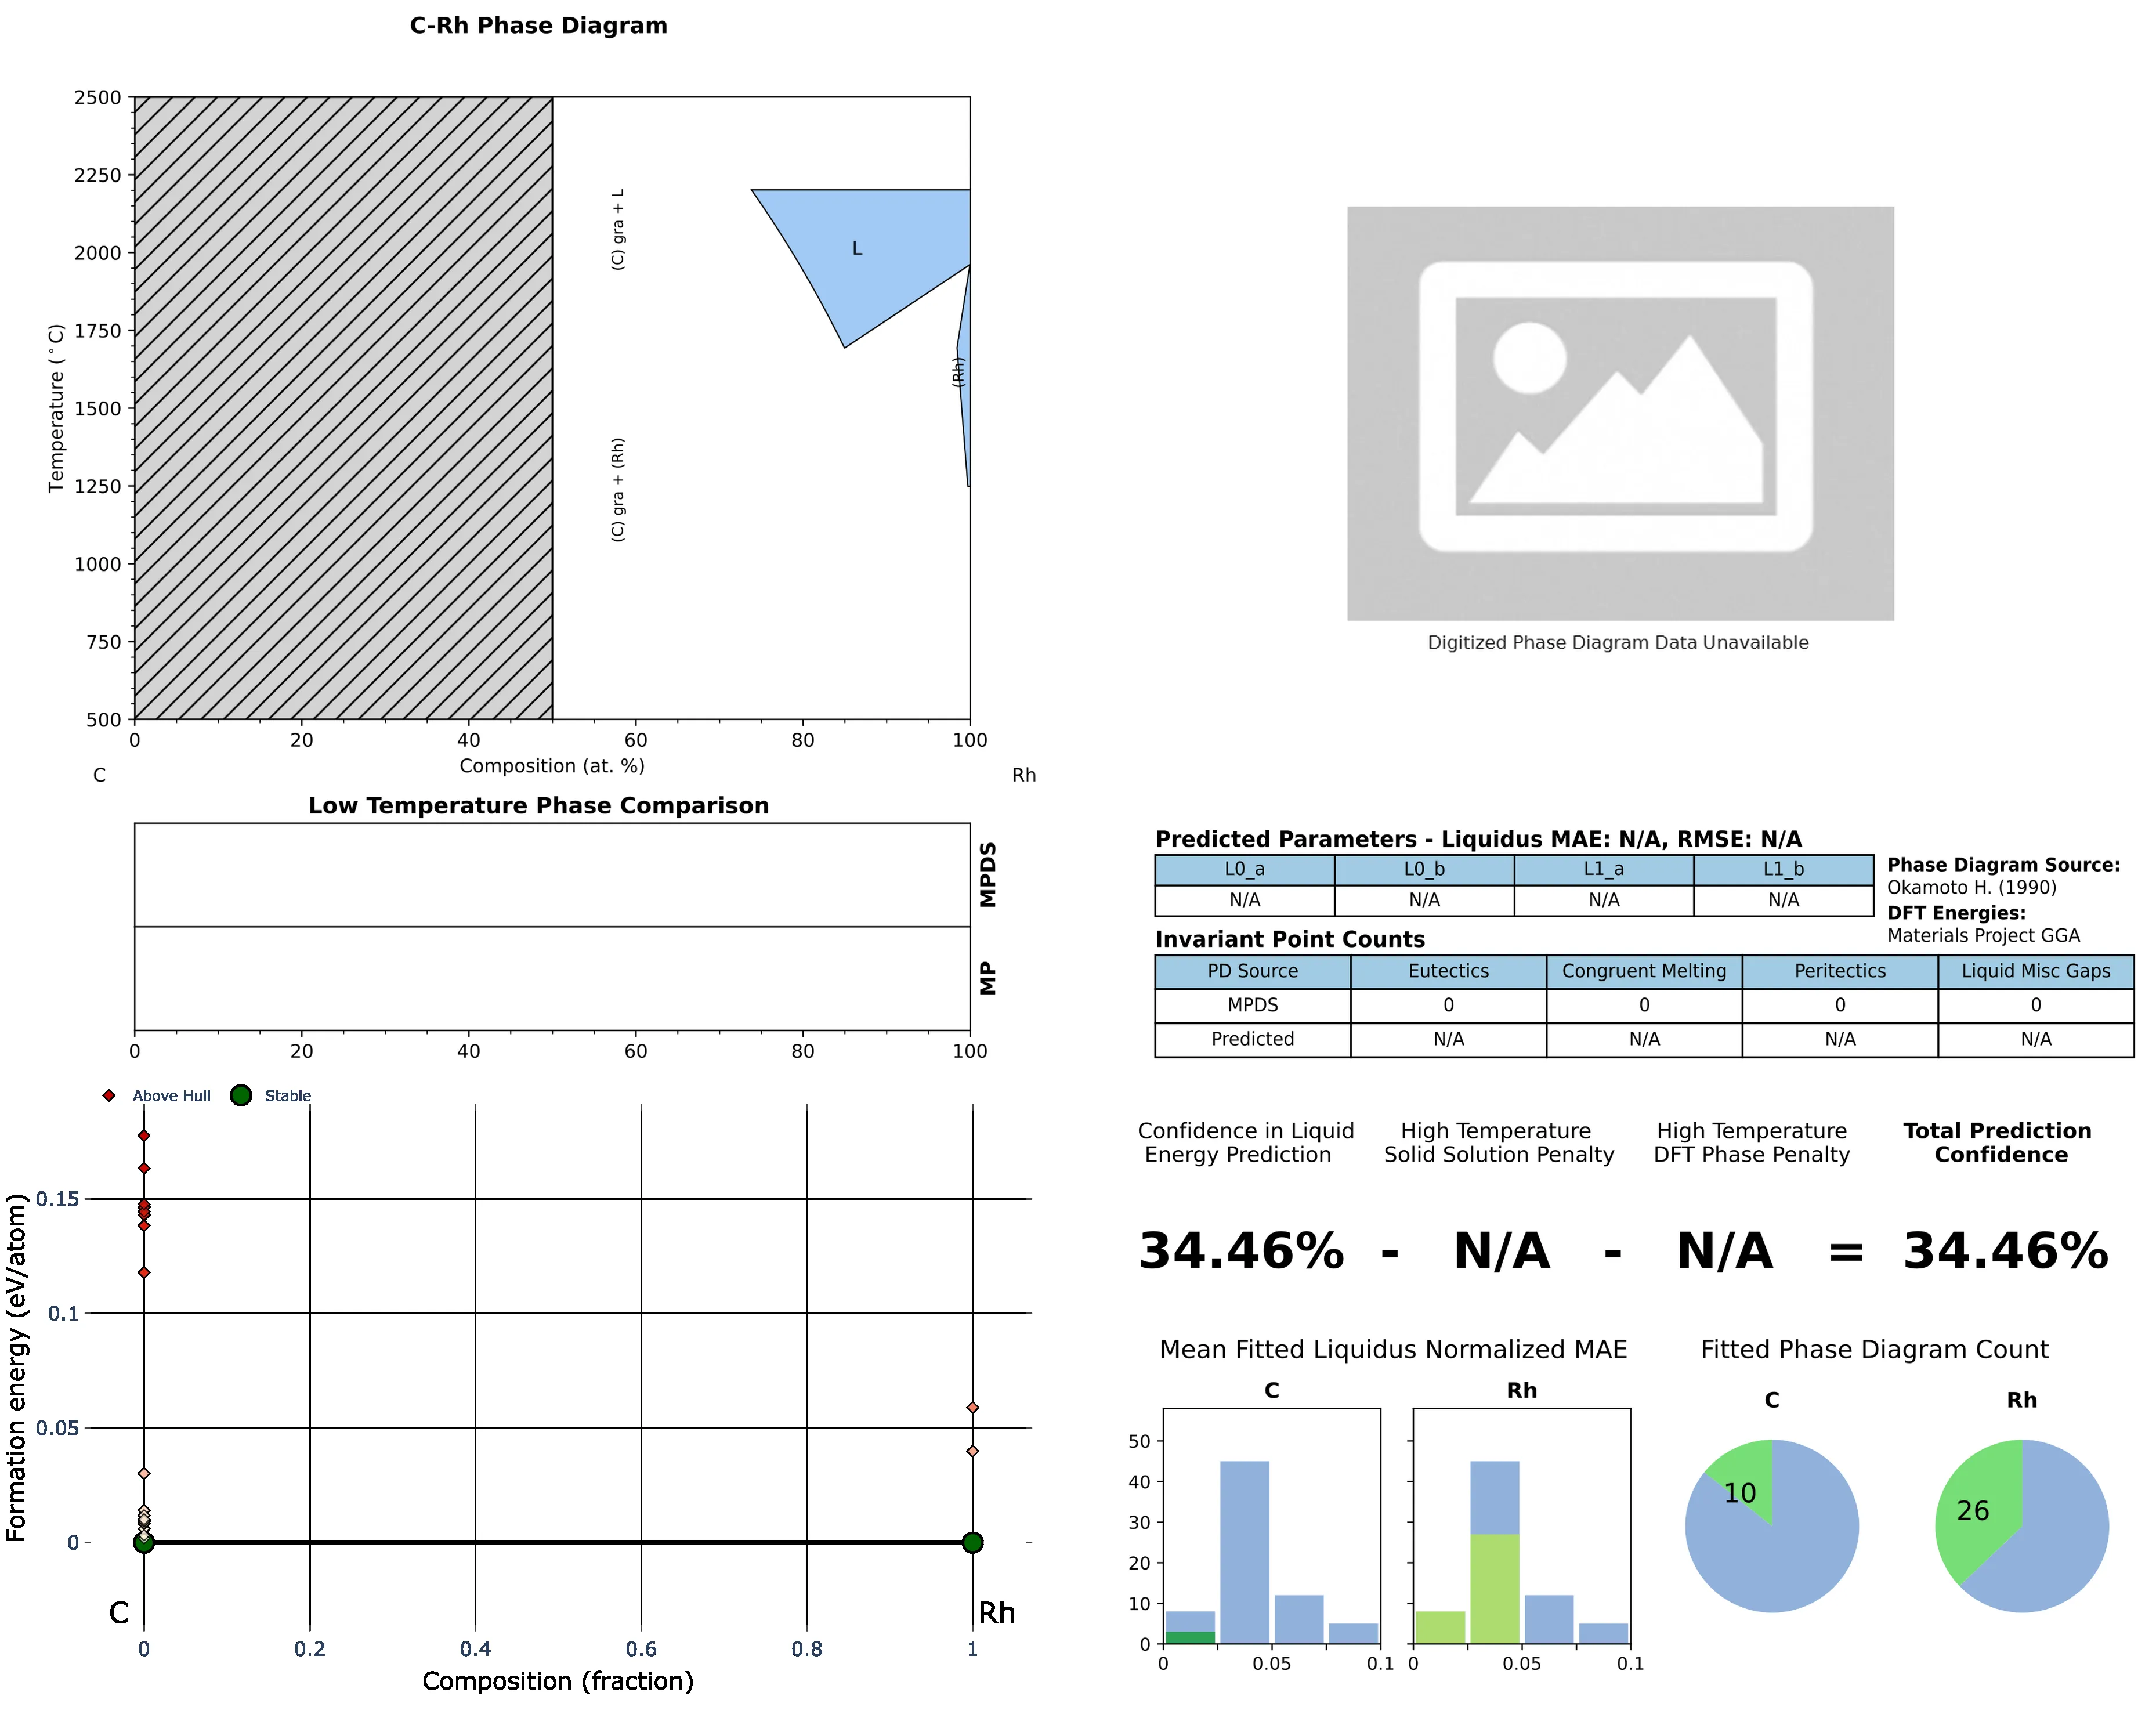 C-Rh Phase Diagram
2500
2250
2000
1750
1500
1250
1000
750
500
Temperature (°C)
(C) gra + L
L
(Rh)
(C) gra + (Rh)
0 20 40 60 80 100
Composition (at. %)
C Rh
Digitized Phase Diagram Data Unavailable
Low Temperature Phase Comparison
MPDS
MP
0 20 40 60 80 100
Predicted Parameters - Liquidus MAE: N/A, RMSE: N/A
L0_a L0_b L1_a L1_b
N/A N/A N/A N/A
Phase Diagram Source:
Okamoto H. (1990)
DFT Energies:
Materials Project GGA
Invariant Point Counts
PD Source Eutectics Congruent Melting Peritectics Liquid Misc Gaps
MPDS 0 0 0 0
Predicted N/A N/A N/A N/A
Above Hull Stable
0.15
0.1
0.05
0
Formation energy (eV/atom)
C Rh
0 0.2 0.4 0.6 0.8 1
Composition (fraction)
Confidence in Liquid
Energy Prediction
High Temperature
Solid Solution Penalty
High Temperature
DFT Phase Penalty
Total Prediction
Confidence
34.46% - N/A - N/A = 34.46%
Mean Fitted Liquidus Normalized MAE
C Rh
50
40
30
20
10
0
0 0.05 0.1 0 0.05 0.1
Fitted Phase Diagram Count
C Rh
10 26